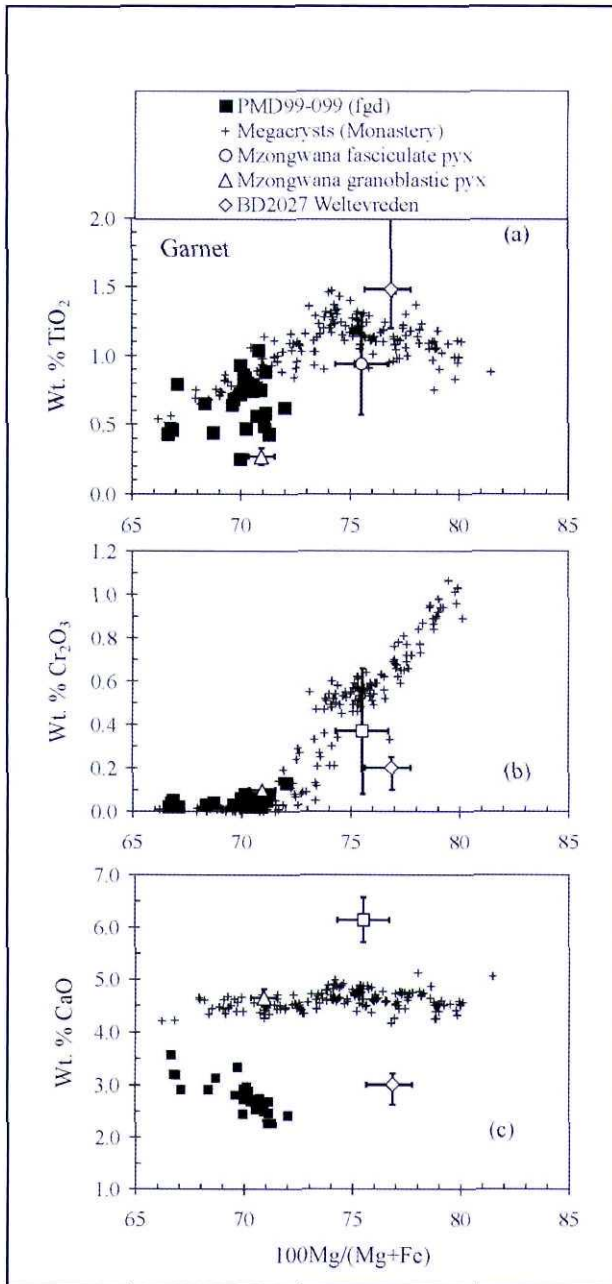 PMD99-099 (fgd)
Megacrysts (Monastery)
Mzongwana fasciculate pyx
Mzongwana granoblastic pyx
BD2027 Weltevreden
2.0
1.5
1.0
0.5
0.0
Wt. % TiO₂
Garnet
(a)
65 70 75 80 85
1.2
1.0
0.8
0.6
0.4
0.2
0.0
Wt. % Cr₂O₃
(b)
65 70 75 80 85
7.0
6.0
5.0
4.0
3.0
2.0
1.0
Wt. % CaO
(c)
65 70 75 80 85
100Mg/(Mg+Fe)